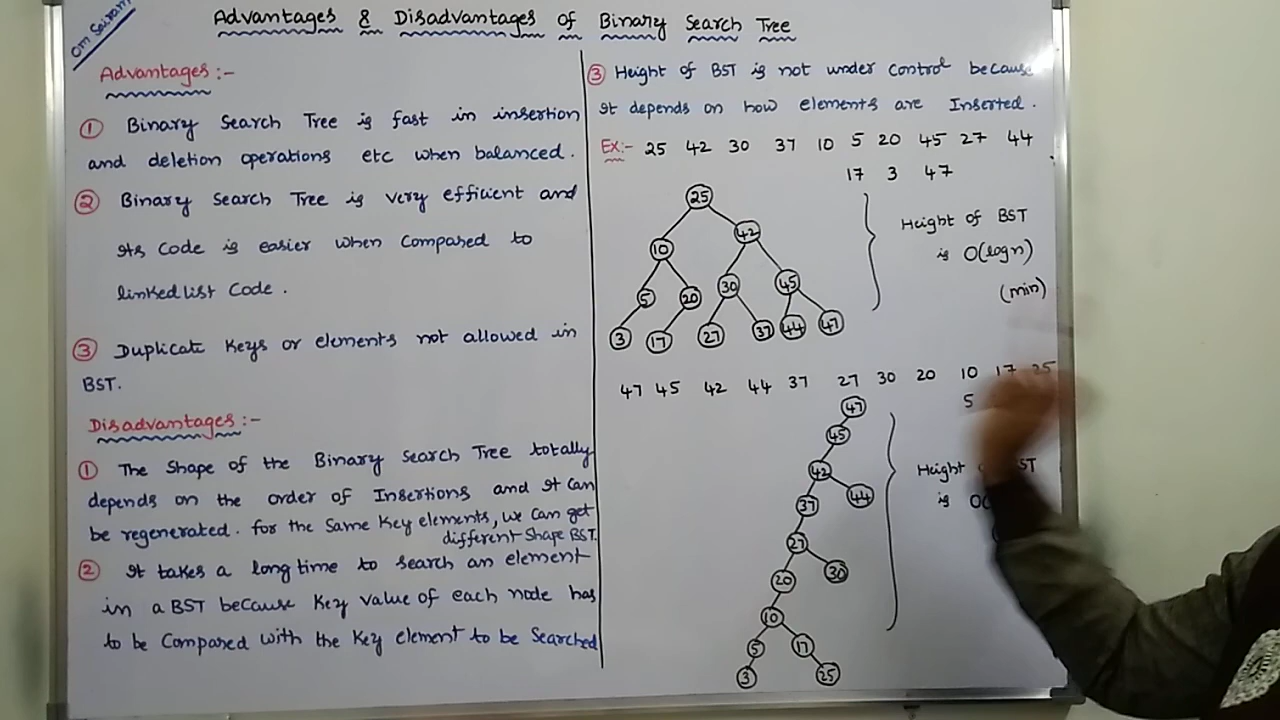 Om Sairam
Advantages & Disadvantages of Binary Search Tree
Advantages :-
① Binary Search Tree is fast in insertion
and deletion operations etc when balanced.
② Binary Search Tree is very efficient and
its code is easier when compared to
linked list code.
③ Duplicate keys or elements not allowed in
BST.
Disadvantages :-
① The Shape of the Binary Search Tree totally
depends on the order of Insertions and it can
be regenerated. for the same key elements, we can get
different shape BST.
② It takes a long time to search an element
in a BST because key value of each node has
to be compared with the key element to be searched
③ Height of BST is not under control because
it depends on how elements are Inserted.
Ex:- 25 42 30 37 10 5 20 45 27 44
17 3 47
25
10 42
5 20 30 45
3 17 27 37 44 47
Height of BST
is O(log n)
(min)
47 45 42 44 37 27 30 20 10 17 25
5
47
45
42
37 44
27
20 30
10
5 17
3 25
Height
is